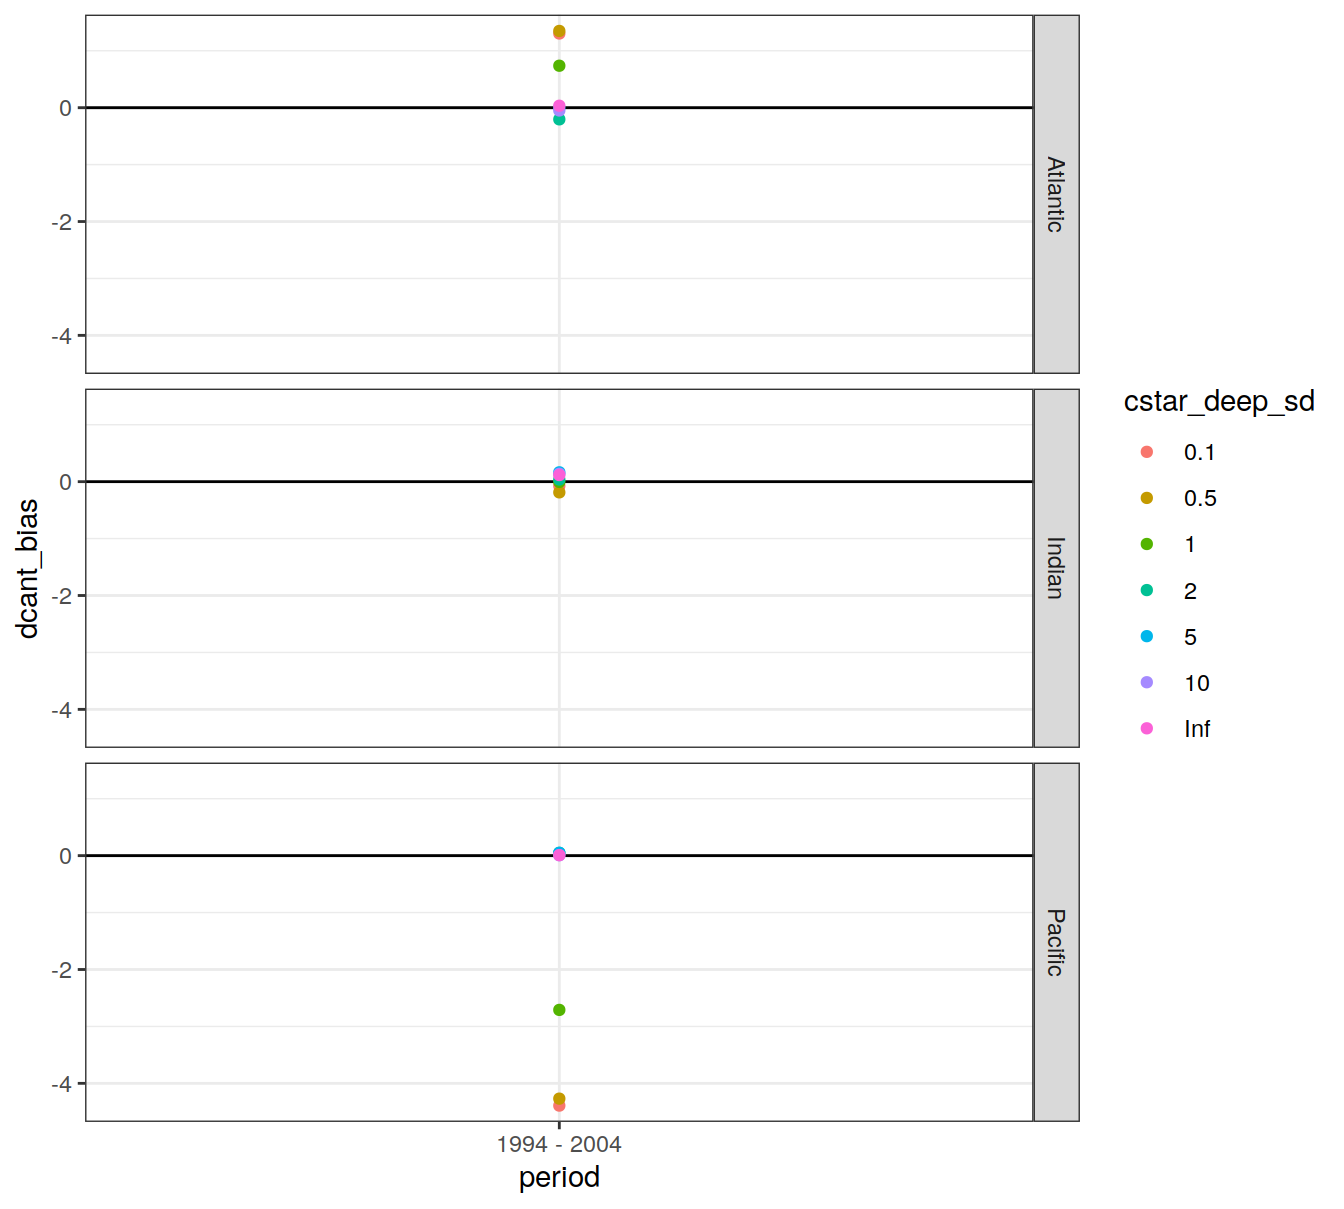 0
-2
-4
Atlantic
0
-2
-4
Indian
0
-2
-4
Pacific
dcant_bias
1994 - 2004
period
cstar_deep_sd
0.1
0.5
1
2
5
10
Inf